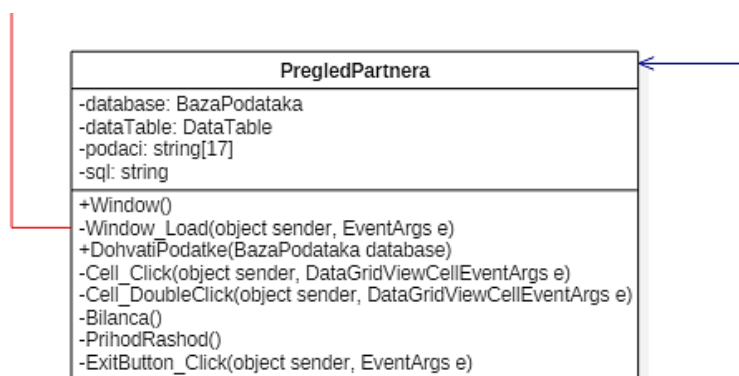 PregledPartnera
-database: BazaPodataka
-dataTable: DataTable
-podaci: string[17]
-sql: string
+Window()
-Window_Load(object sender, EventArgs e)
+DohvatiPodatke(BazaPodataka database)
-Cell_Click(object sender, DataGridViewCellEventArgs e)
-Cell_DoubleClick(object sender, DataGridViewCellEventArgs e)
-Bilanca()
-PrihodRashod()
-ExitButton_Click(object sender, EventArgs e)